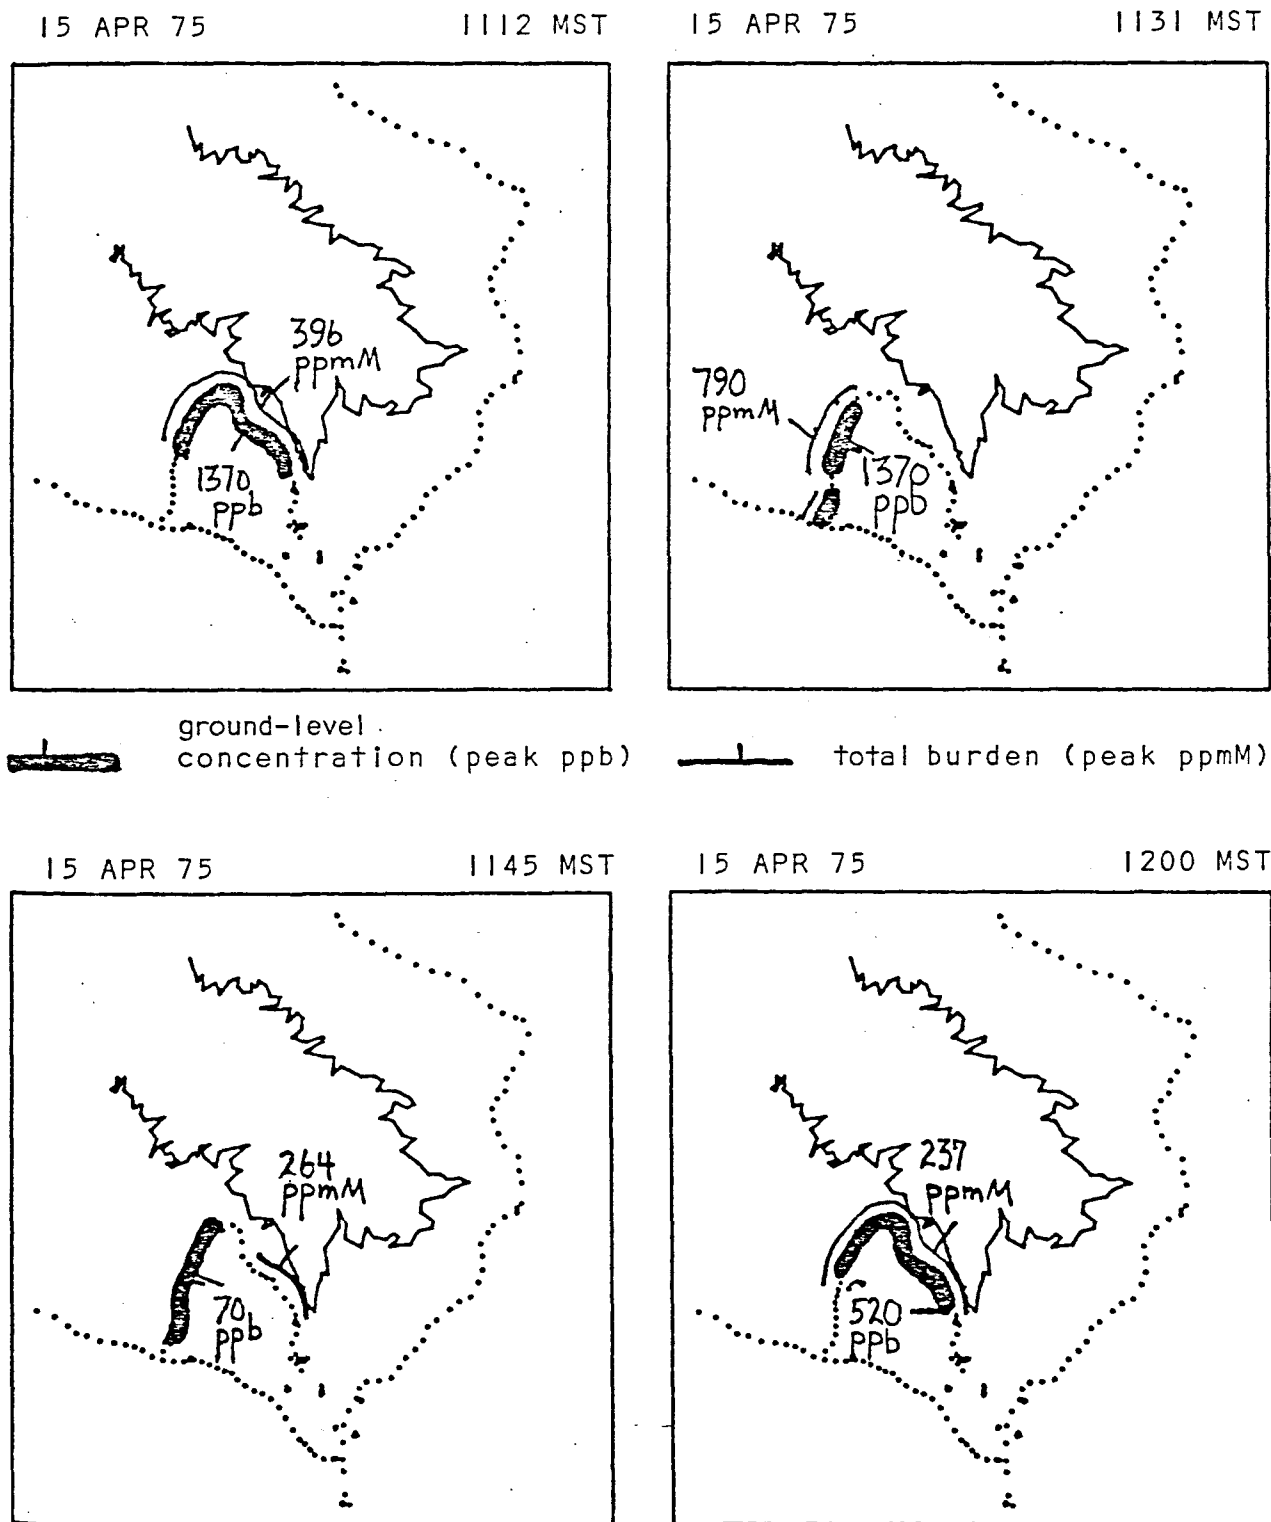 15 APR 75 1112 MST
15 APR 75 1131 MST
396
ppmM
1370
ppb
790
ppmM
1370
ppb
ground-level
concentration (peak ppb)
total burden (peak ppmM)
15 APR 75 1145 MST
15 APR 75 1200 MST
264
ppmM
70
ppb
237
ppmM
520
ppb